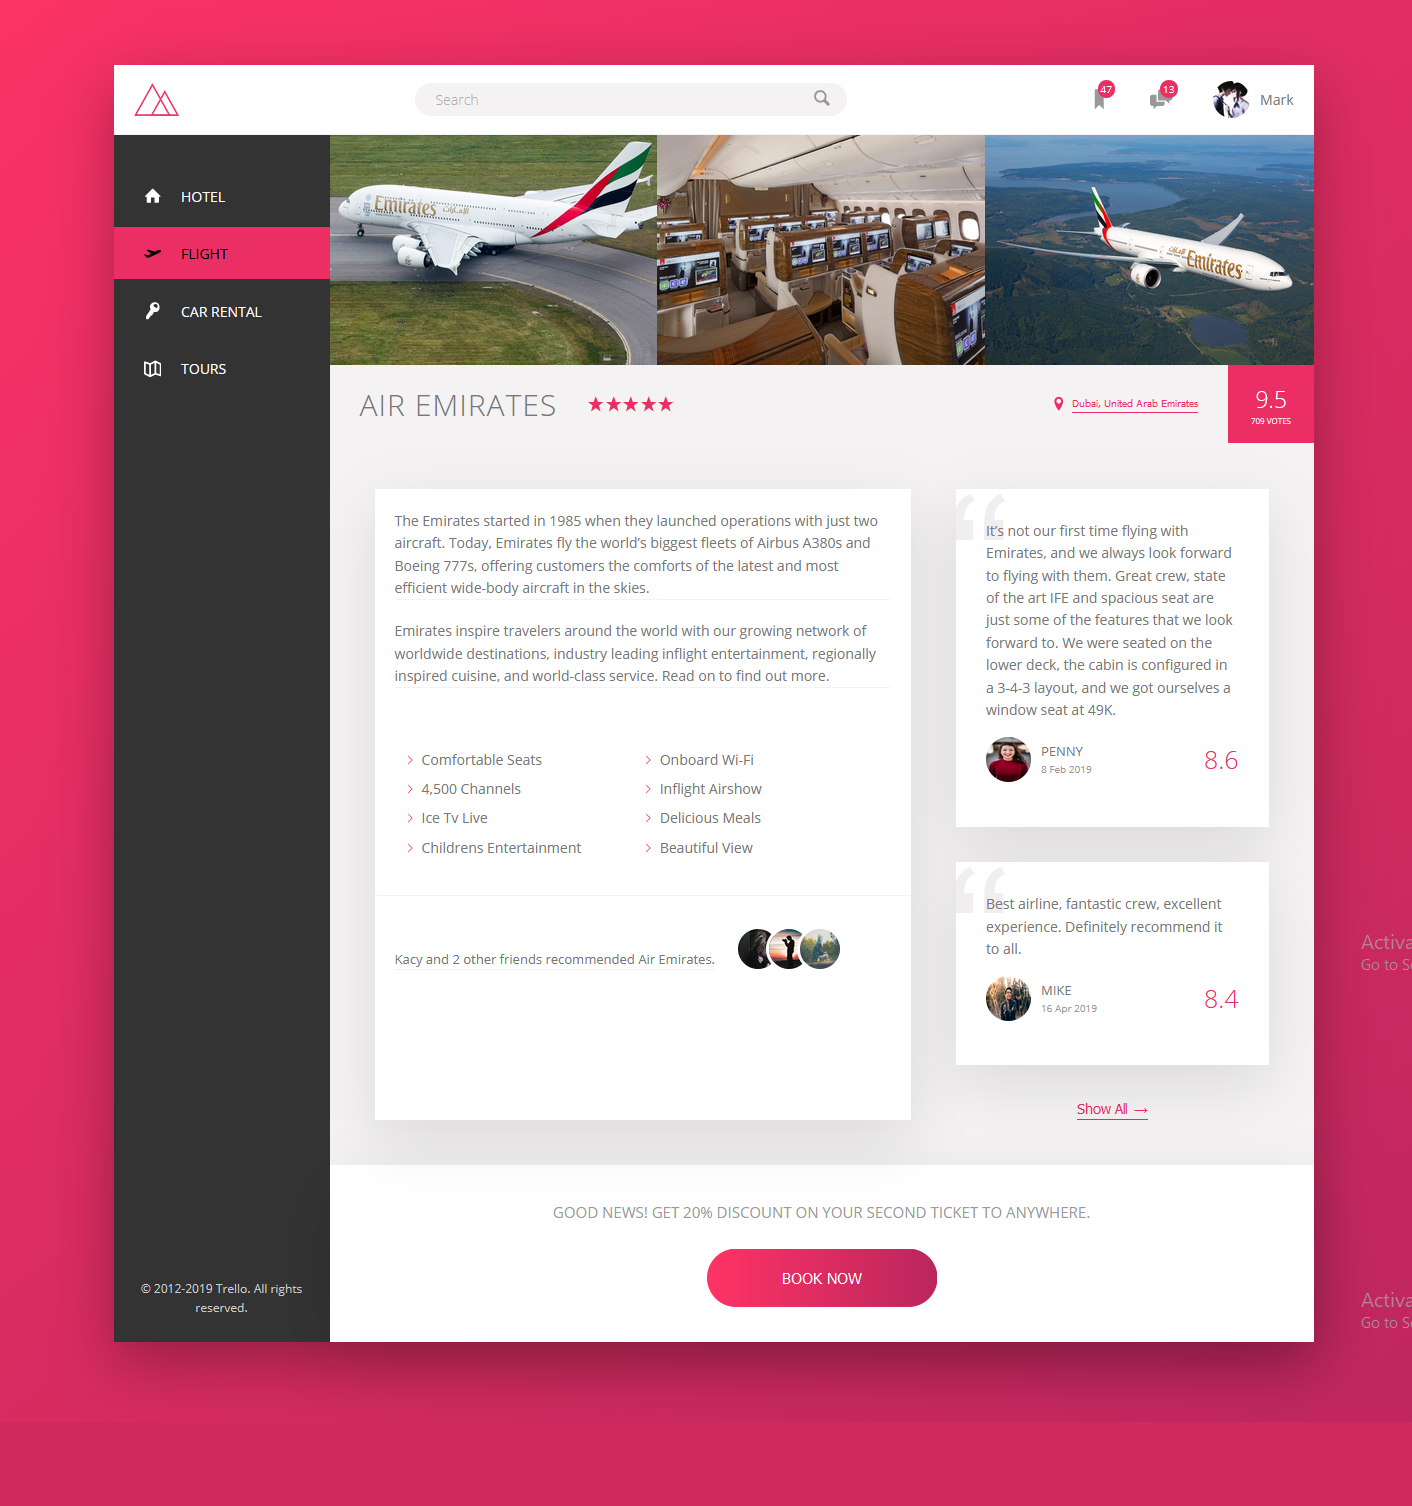 Search
47
13
Mark
HOTEL
FLIGHT
CAR RENTAL
TOURS
Emirates
Emirates
AIR EMIRATES
Dubai, United Arab Emirates
9.5
709 VOTES
The Emirates started in 1985 when they launched operations with just two
aircraft. Today, Emirates fly the world's biggest fleets of Airbus A380s and
Boeing 777s, offering customers the comforts of the latest and most
efficient wide-body aircraft in the skies.
Emirates inspire travelers around the world with our growing network of
worldwide destinations, industry leading inflight entertainment, regionally
inspired cuisine, and world-class service. Read on to find out more.
Comfortable Seats
4,500 Channels
Ice Tv Live
Childrens Entertainment
Onboard Wi-Fi
Inflight Airshow
Delicious Meals
Beautiful View
Kacy and 2 other friends recommended Air Emirates.
“
It's not our first time flying with
Emirates, and we always look forward
to flying with them. Great crew, state
of the art IFE and spacious seat are
just some of the features that we look
forward to. We were seated on the
lower deck, the cabin is configured in
a 3-4-3 layout, and we got ourselves a
window seat at 49K.
PENNY
8 Feb 2019
8.6
“
Best airline, fantastic crew, excellent
experience. Definitely recommend it
to all.
MIKE
16 Apr 2019
8.4
Show All →
GOOD NEWS! GET 20% DISCOUNT ON YOUR SECOND TICKET TO ANYWHERE.
BOOK NOW
© 2012-2019 Trello. All rights
reserved.
Activa
Go to Se
Activa
Go to Se